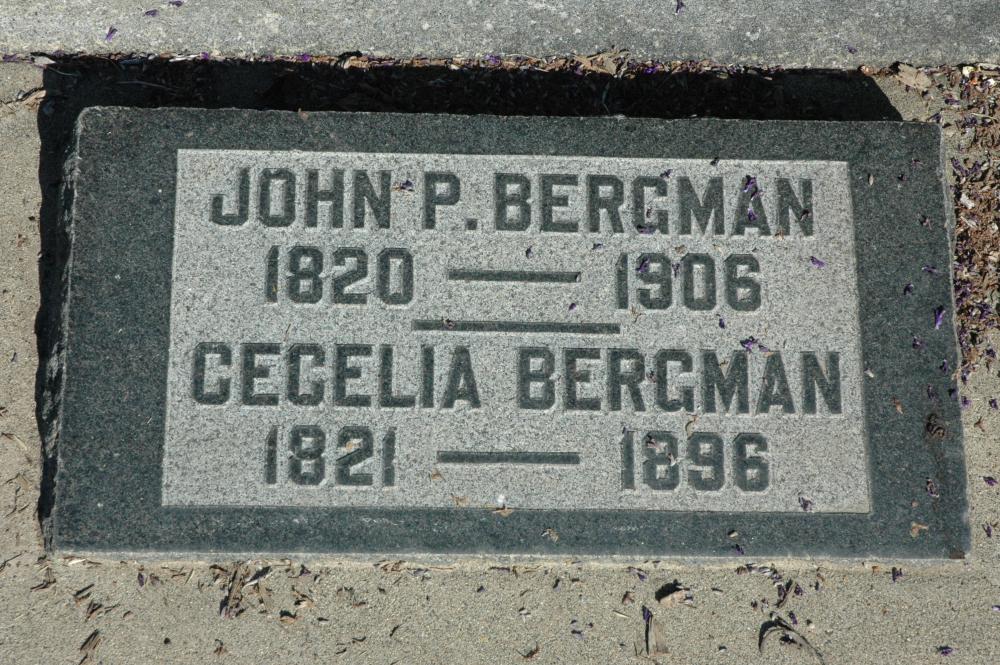 JOHN P. BERGMAN
1820 — 1906
CECELIA BERGMAN
1821 — 1896